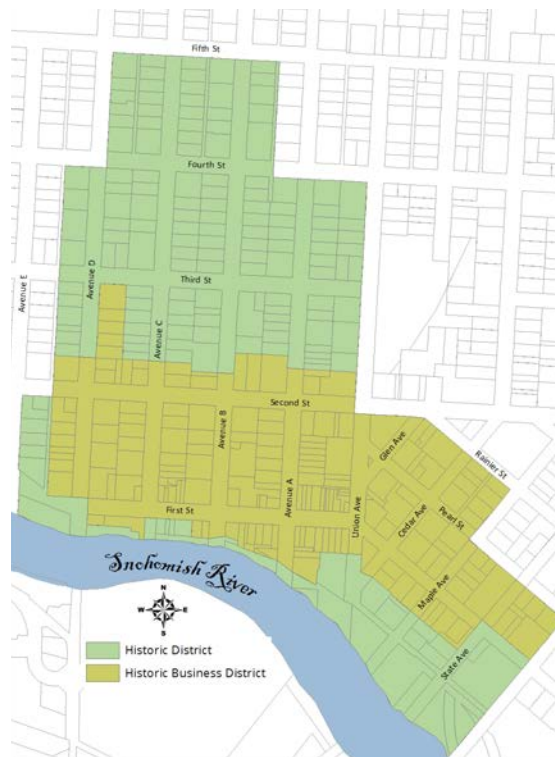 Fifth St
Fourth St
Third St
Avenue E
Avenue D
Avenue C
Second St
Avenue B
Avenue A
Glen Ave
Rainier St
First St
Union Ave
Cedar Ave
Pearl St
Maple Ave
State Ave
Snohomish River
N
W
E
S
Historic District
Historic Business District